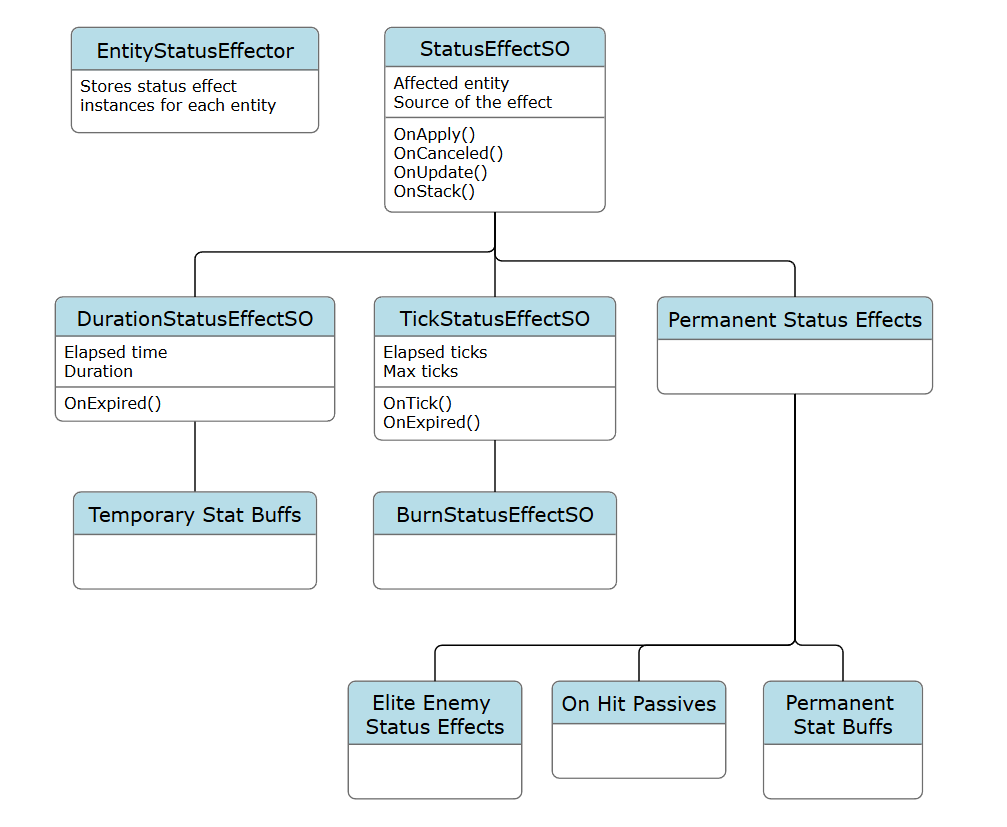 EntityStatusEffector
Stores status effect
instances for each entity
StatusEffectSO
Affected entity
Source of the effect
OnApply()
OnCanceled()
OnUpdate()
OnStack()
DurationStatusEffectSO
Elapsed time
Duration
OnExpired()
TickStatusEffectSO
Elapsed ticks
Max ticks
OnTick()
OnExpired()
Permanent Status Effects
Temporary Stat Buffs
BurnStatusEffectSO
Elite Enemy
Status Effects
On Hit Passives
Permanent
Stat Buffs